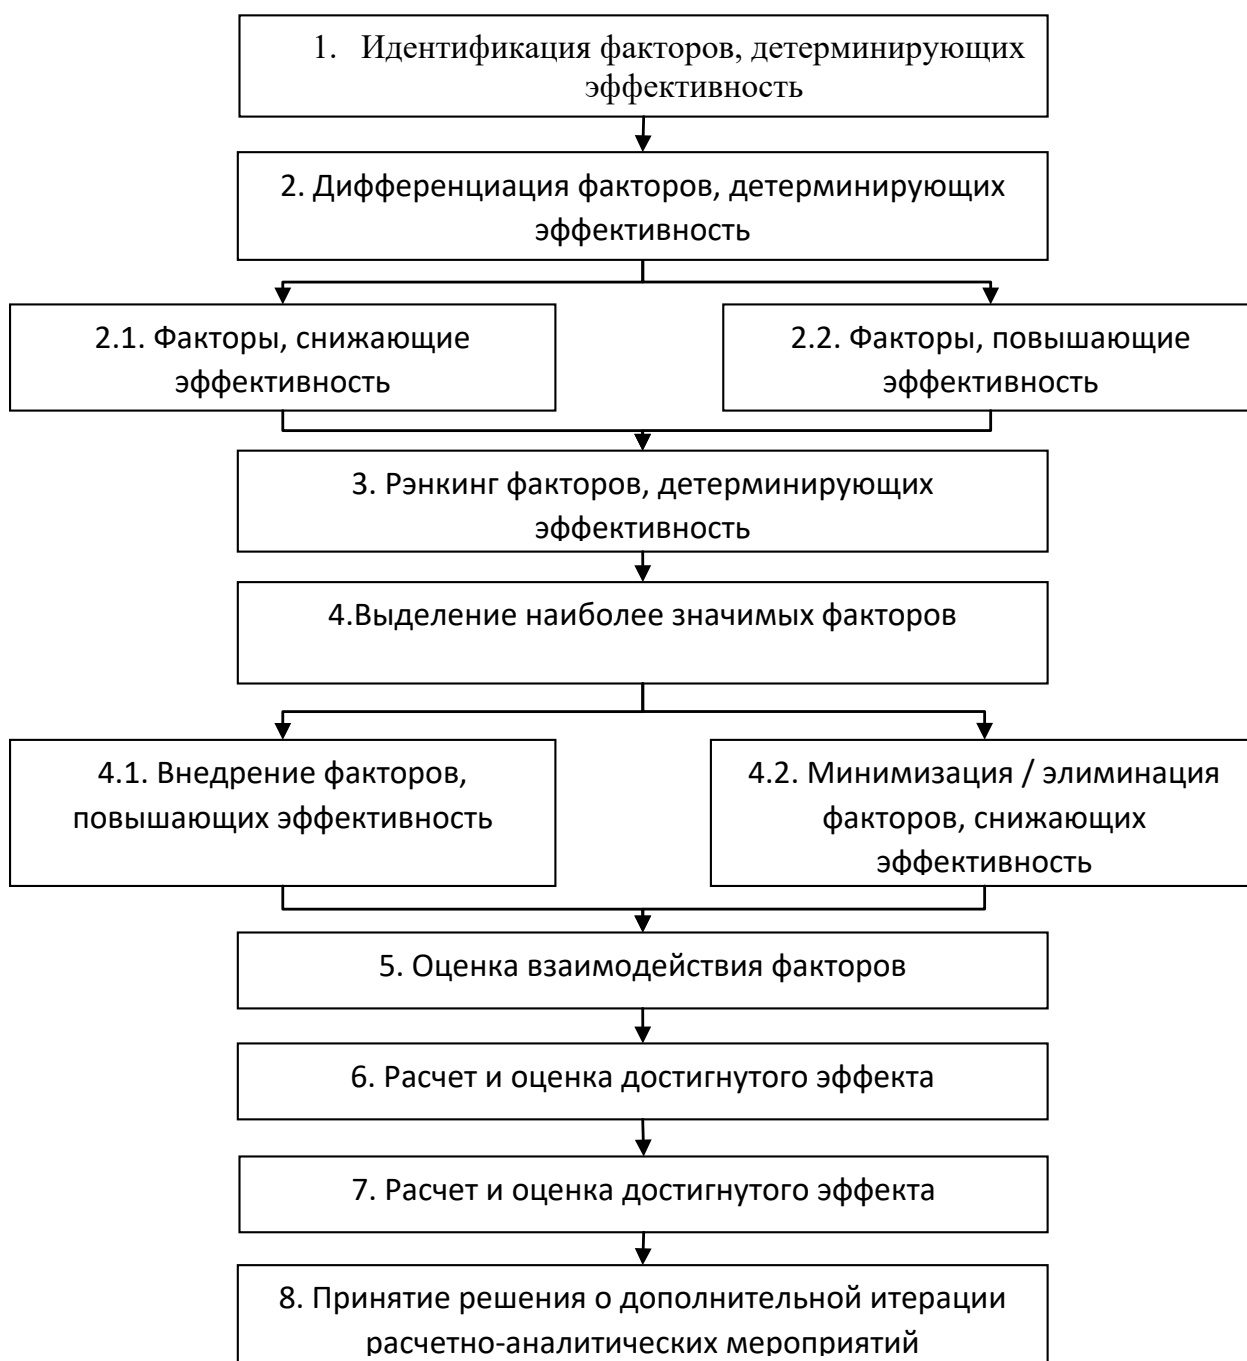 1. Идентификация факторов, детерминирующих
эффективность
2. Дифференциация факторов, детерминирующих
эффективность
2.1. Факторы, снижающие
эффективность
2.2. Факторы, повышающие
эффективность
3. Рэнкинг факторов, детерминирующих
эффективность
4.Выделение наиболее значимых факторов
4.1. Внедрение факторов,
повышающих эффективность
4.2. Минимизация / элиминация
факторов, снижающих
эффективность
5. Оценка взаимодействия факторов
6. Расчет и оценка достигнутого эффекта
7. Расчет и оценка достигнутого эффекта
8. Принятие решения о дополнительной итерации
расчетно-аналитических мероприятий